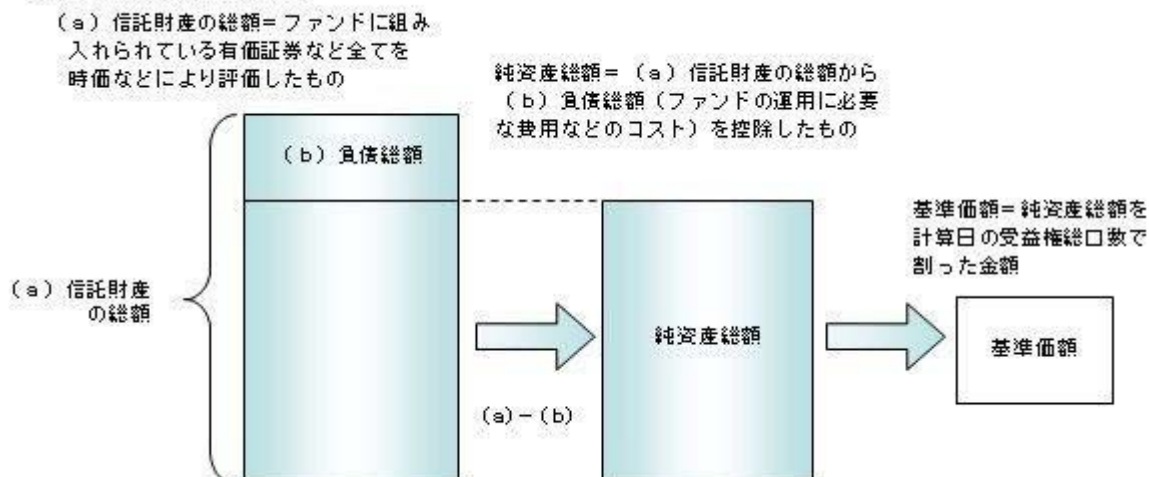 （a）信託財産の総額＝ファンドに組み
入れられている有価証券など全てを
時価などにより評価したもの
純資産総額＝（a）信託財産の総額から
（b）負債総額（ファンドの運用に必要
な費用などのコスト）を控除したもの
（b）負債総額
基準価額＝純資産総額を
計算日の受益権総口数で
割った金額
（a）信託財産
の総額
純資産総額
基準価額
（a）－（b）